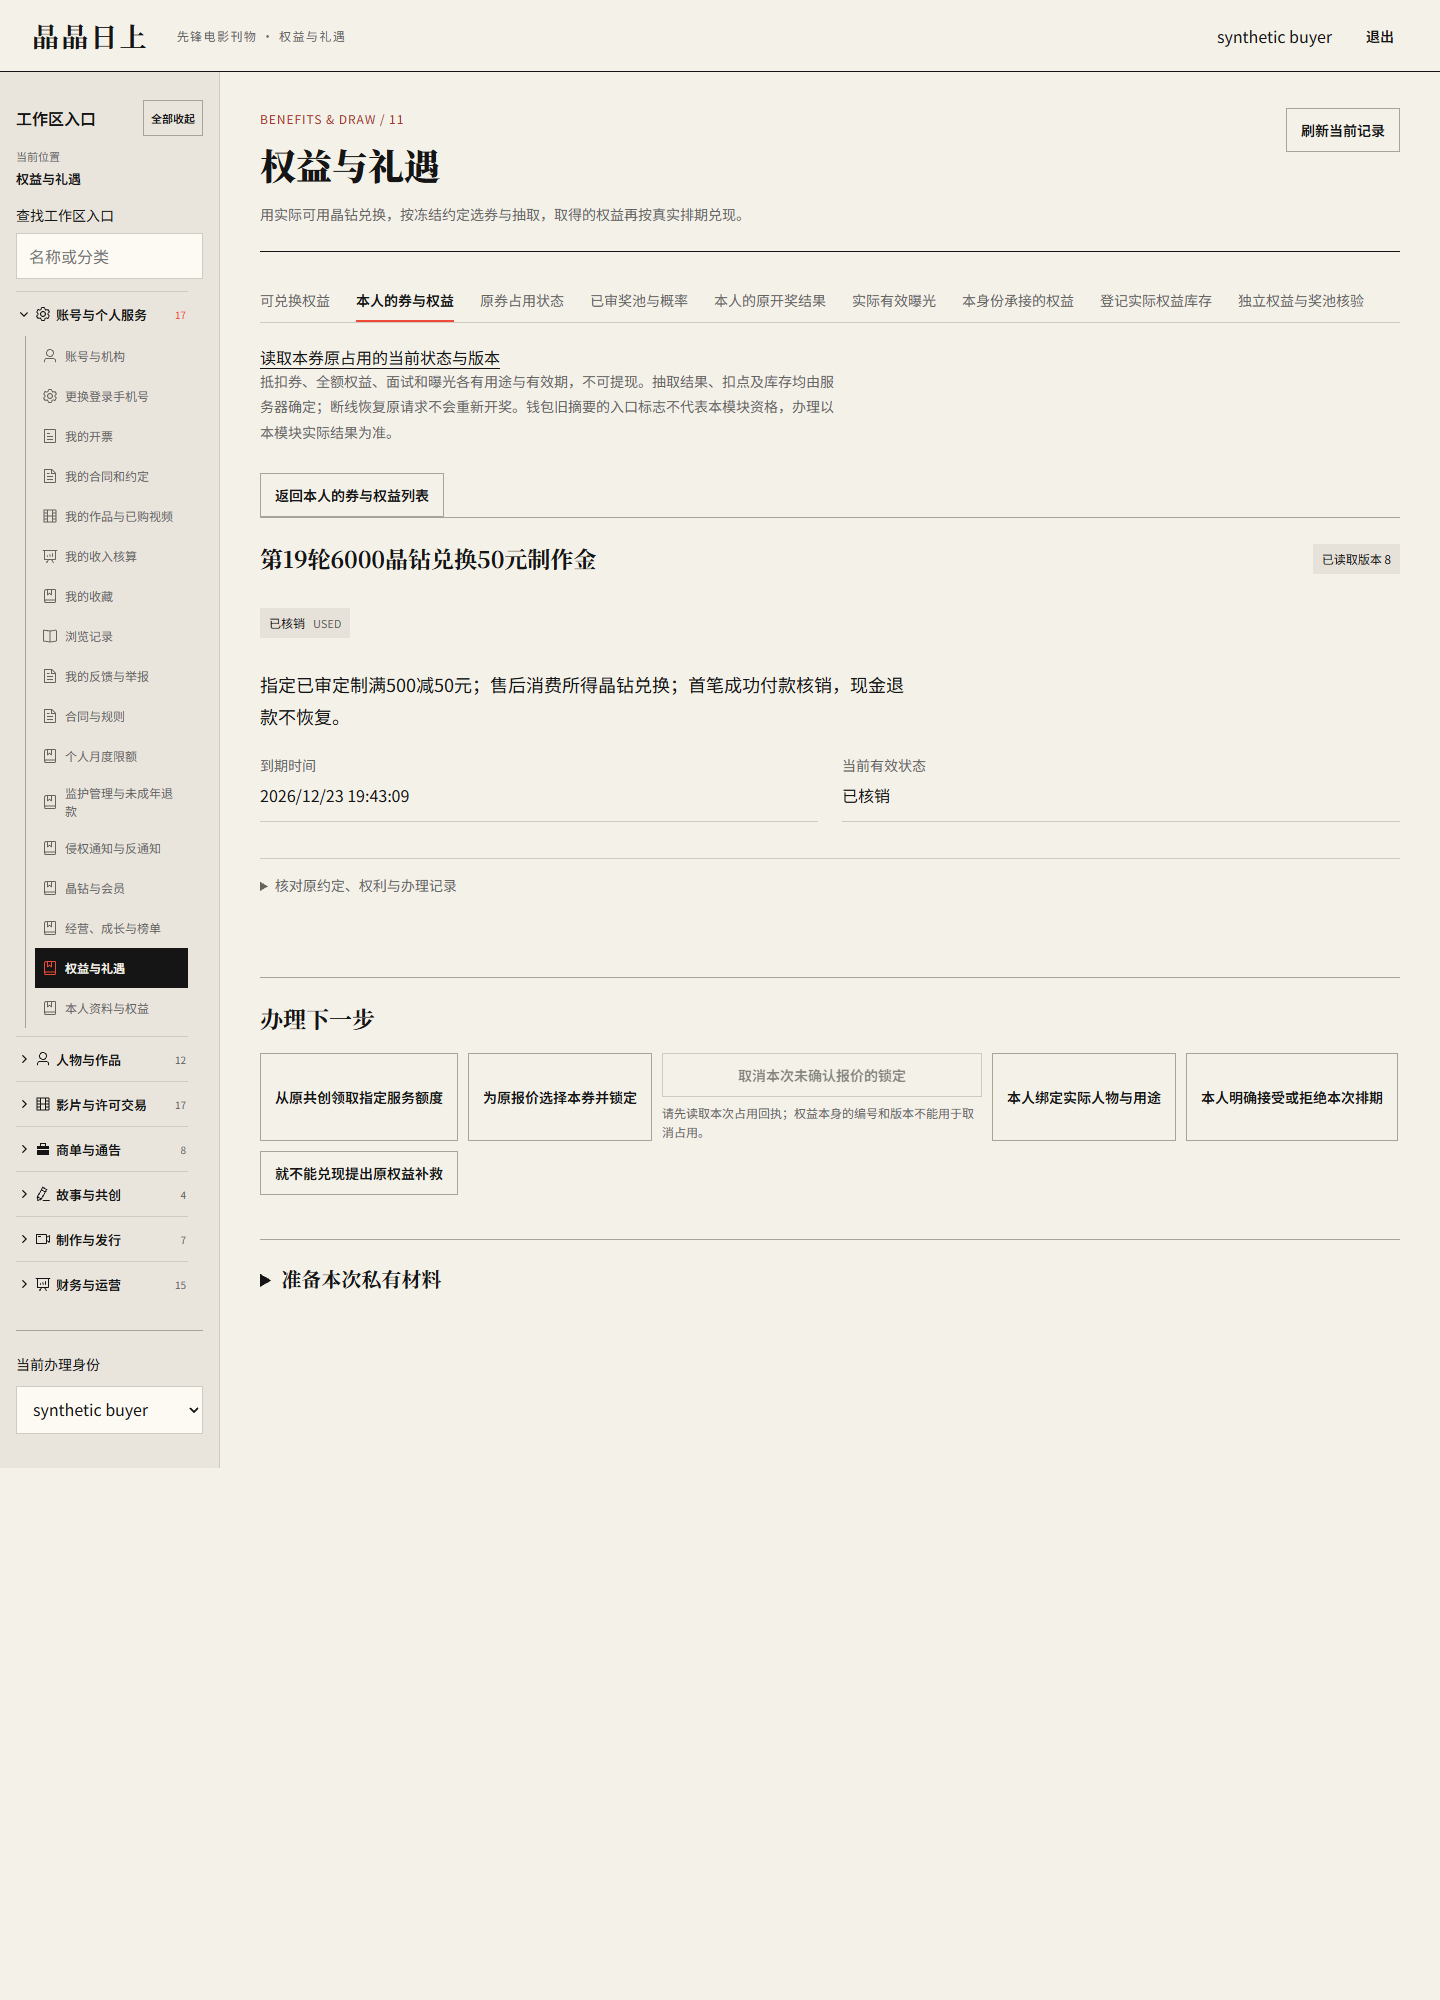 晶晶日上
先锋电影刊物 · 权益与礼遇
synthetic buyer
退出
工作区入口
全部收起
当前位置
权益与礼遇
查找工作区入口
名称或分类
账号与个人服务 17
账号与机构
更换登录手机号
我的开票
我的合同和约定
我的作品与已购视频
我的收入核算
我的收藏
浏览记录
我的反馈与举报
合同与规则
个人月度限额
监护管理与未成年退
款
侵权通知与反通知
晶钻与会员
经营、成长与榜单
权益与礼遇
本人资料与权益
人物与作品 12
影片与许可交易 17
商单与通告 8
故事与共创 4
制作与发行 7
财务与运营 15
当前办理身份
synthetic buyer
BENEFITS & DRAW / 11
权益与礼遇
刷新当前记录
用实际可用晶钻兑换，按冻结约定选券与抽取，取得的权益再按真实排期兑现。
可兑换权益 本人的券与权益 原券占用状态 已审奖池与概率 本人的原开奖结果 实际有效曝光 本身份承接的权益 登记实际权益库存 独立权益与奖池核验
读取本券原占用的当前状态与版本
抵扣券、全额权益、面试和曝光各有用途与有效期，不可提现。抽取结果、扣点及库存均由服
务器确定；断线恢复原请求不会重新开奖。钱包旧摘要的入口标志不代表本模块资格，办理以
本模块实际结果为准。
返回本人的券与权益列表
第19轮6000晶钻兑换50元制作金
已读取版本 8
已核销 USED
指定已审定制满500减50元；售后消费所得晶钻兑换；首笔成功付款核销，现金退
款不恢复。
到期时间
2026/12/23 19:43:09
当前有效状态
已核销
核对原约定、权利与办理记录
办理下一步
从原共创领取指定服务额度
为原报价选择本券并锁定
取消本次未确认报价的锁定
请先读取本次占用回执；权益本身的编号和版本不能用于取
消占用。
本人绑定实际人物与用途
本人明确接受或拒绝本次排期
就不能兑现提出原权益补救
准备本次私有材料